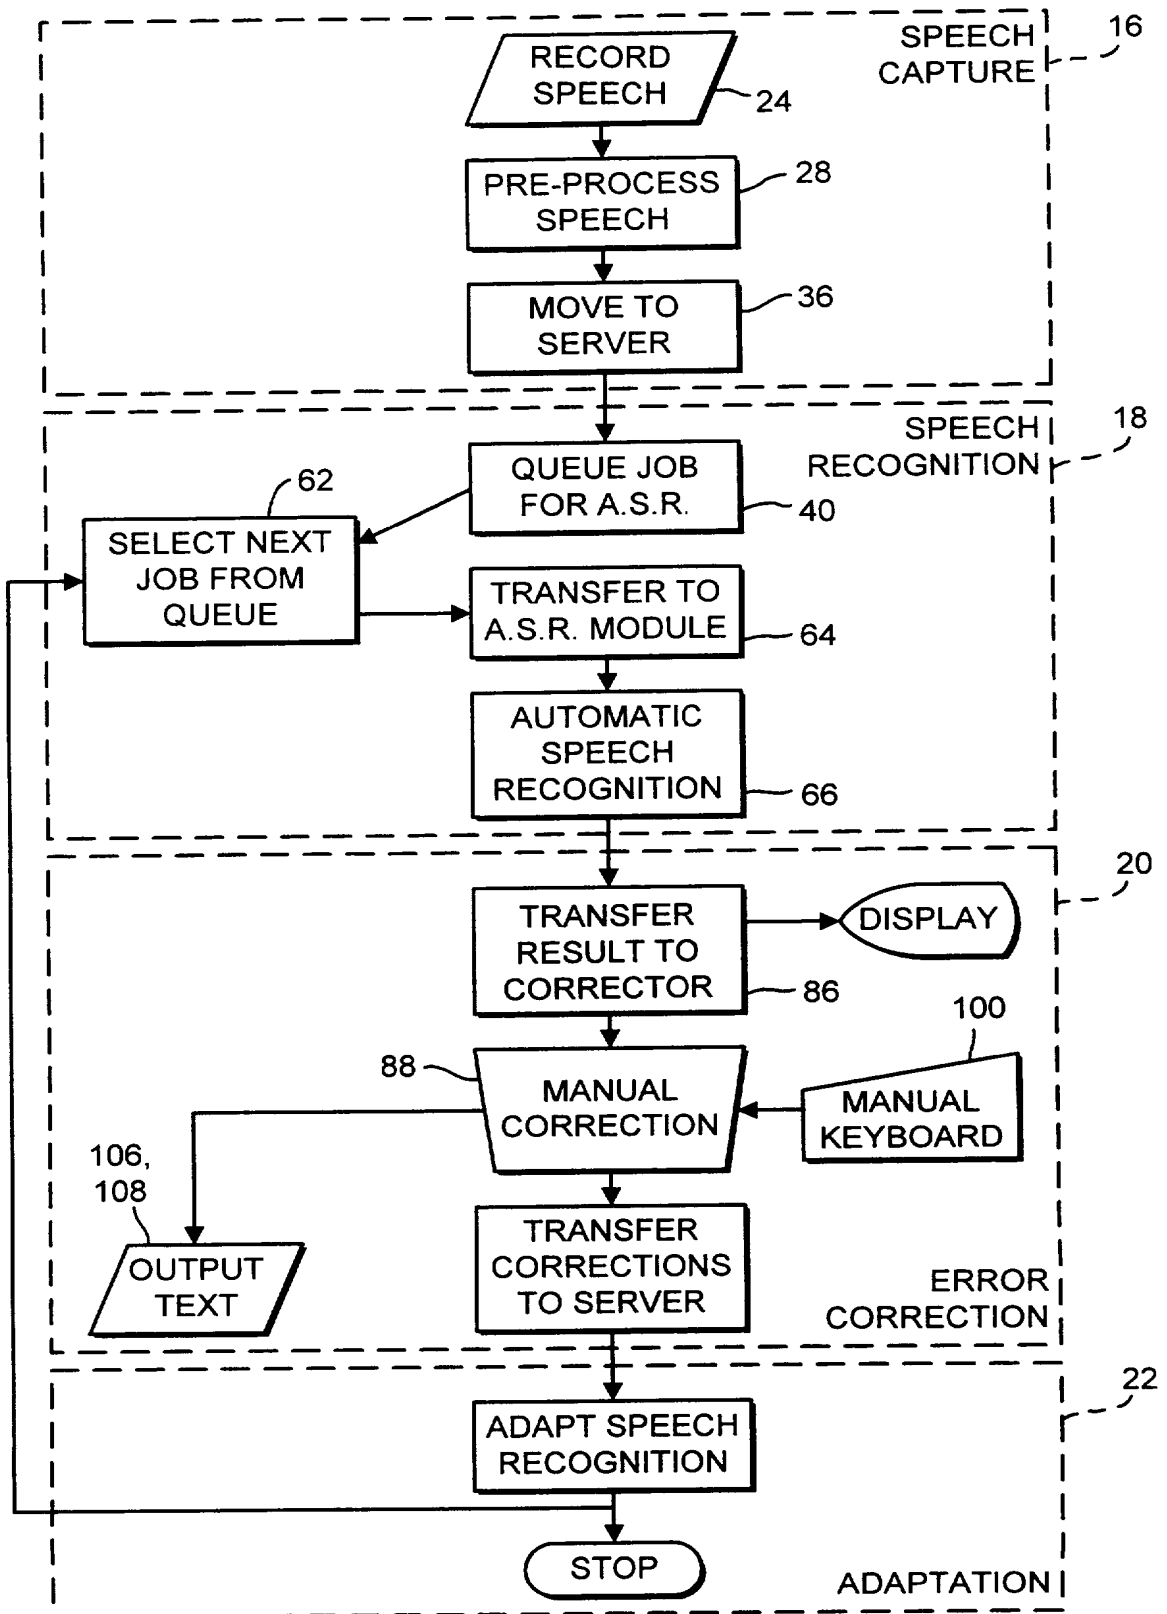 SPEECH
CAPTURE
16
RECORD
SPEECH
24
PRE-PROCESS
SPEECH
28
MOVE TO
SERVER
36
SPEECH
RECOGNITION
18
QUEUE JOB
FOR A.S.R.
40
62
SELECT NEXT
JOB FROM
QUEUE
TRANSFER TO
A.S.R. MODULE
64
AUTOMATIC
SPEECH
RECOGNITION
66
20
TRANSFER
RESULT TO
CORRECTOR
86
DISPLAY
100
88
MANUAL
CORRECTION
MANUAL
KEYBOARD
106,
108
OUTPUT
TEXT
TRANSFER
CORRECTIONS
TO SERVER
ERROR
CORRECTION
22
ADAPT SPEECH
RECOGNITION
STOP
ADAPTATION